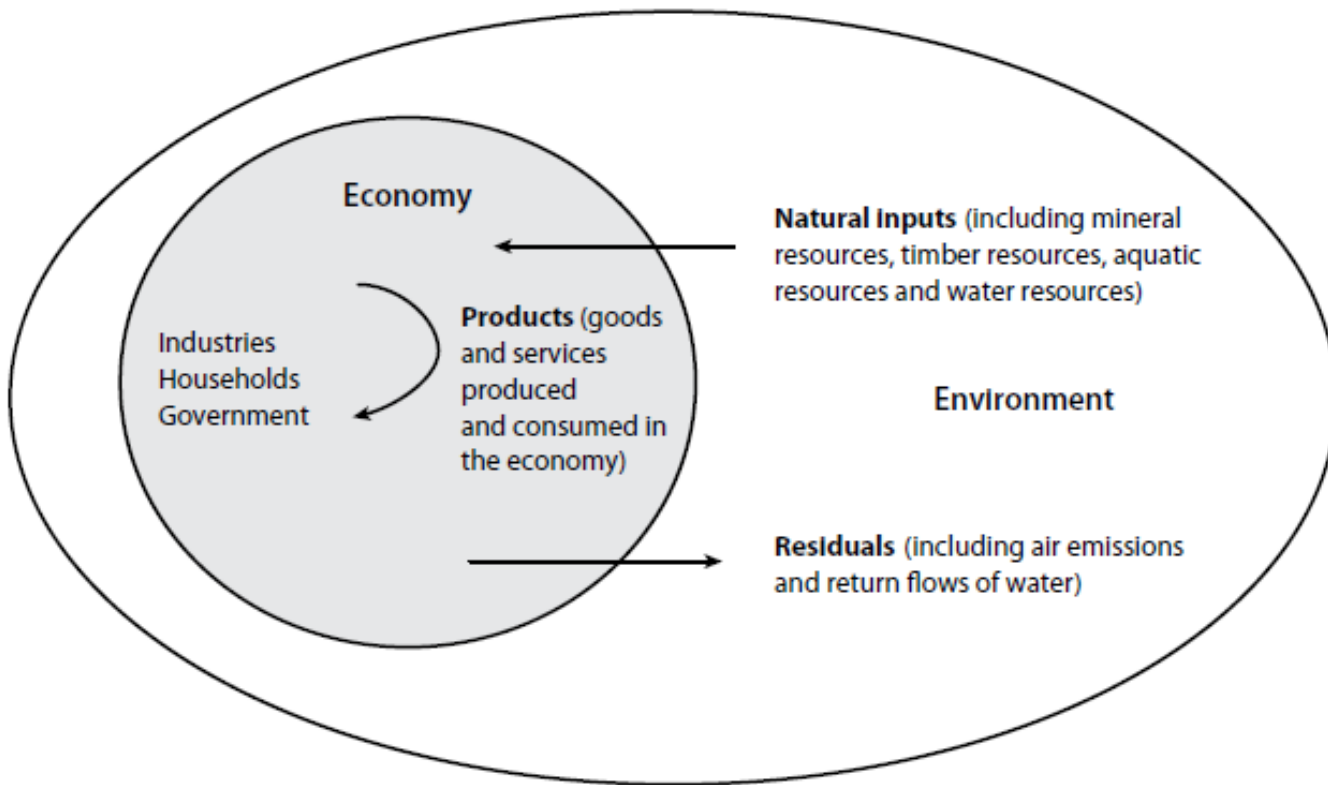 Economy
Natural inputs (including mineral
resources, timber resources, aquatic
resources and water resources)
Products (goods
and services
produced
and consumed in
the economy)
Industries
Households
Government
Environment
Residuals (including air emissions
and return flows of water)